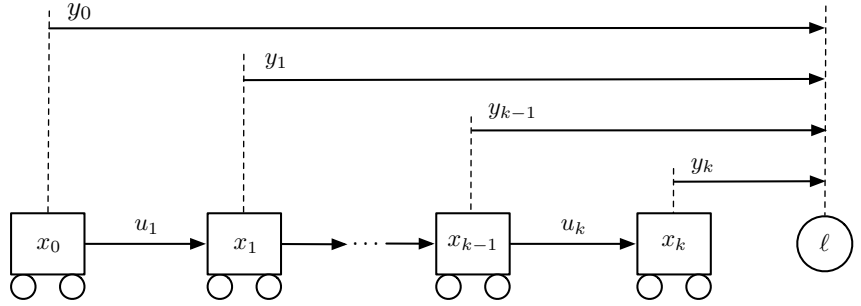 y₀
y₁
yₖ₋₁
yₖ
u₁ uₖ
x₀ x₁ ⋯ xₖ₋₁ xₖ ℓ